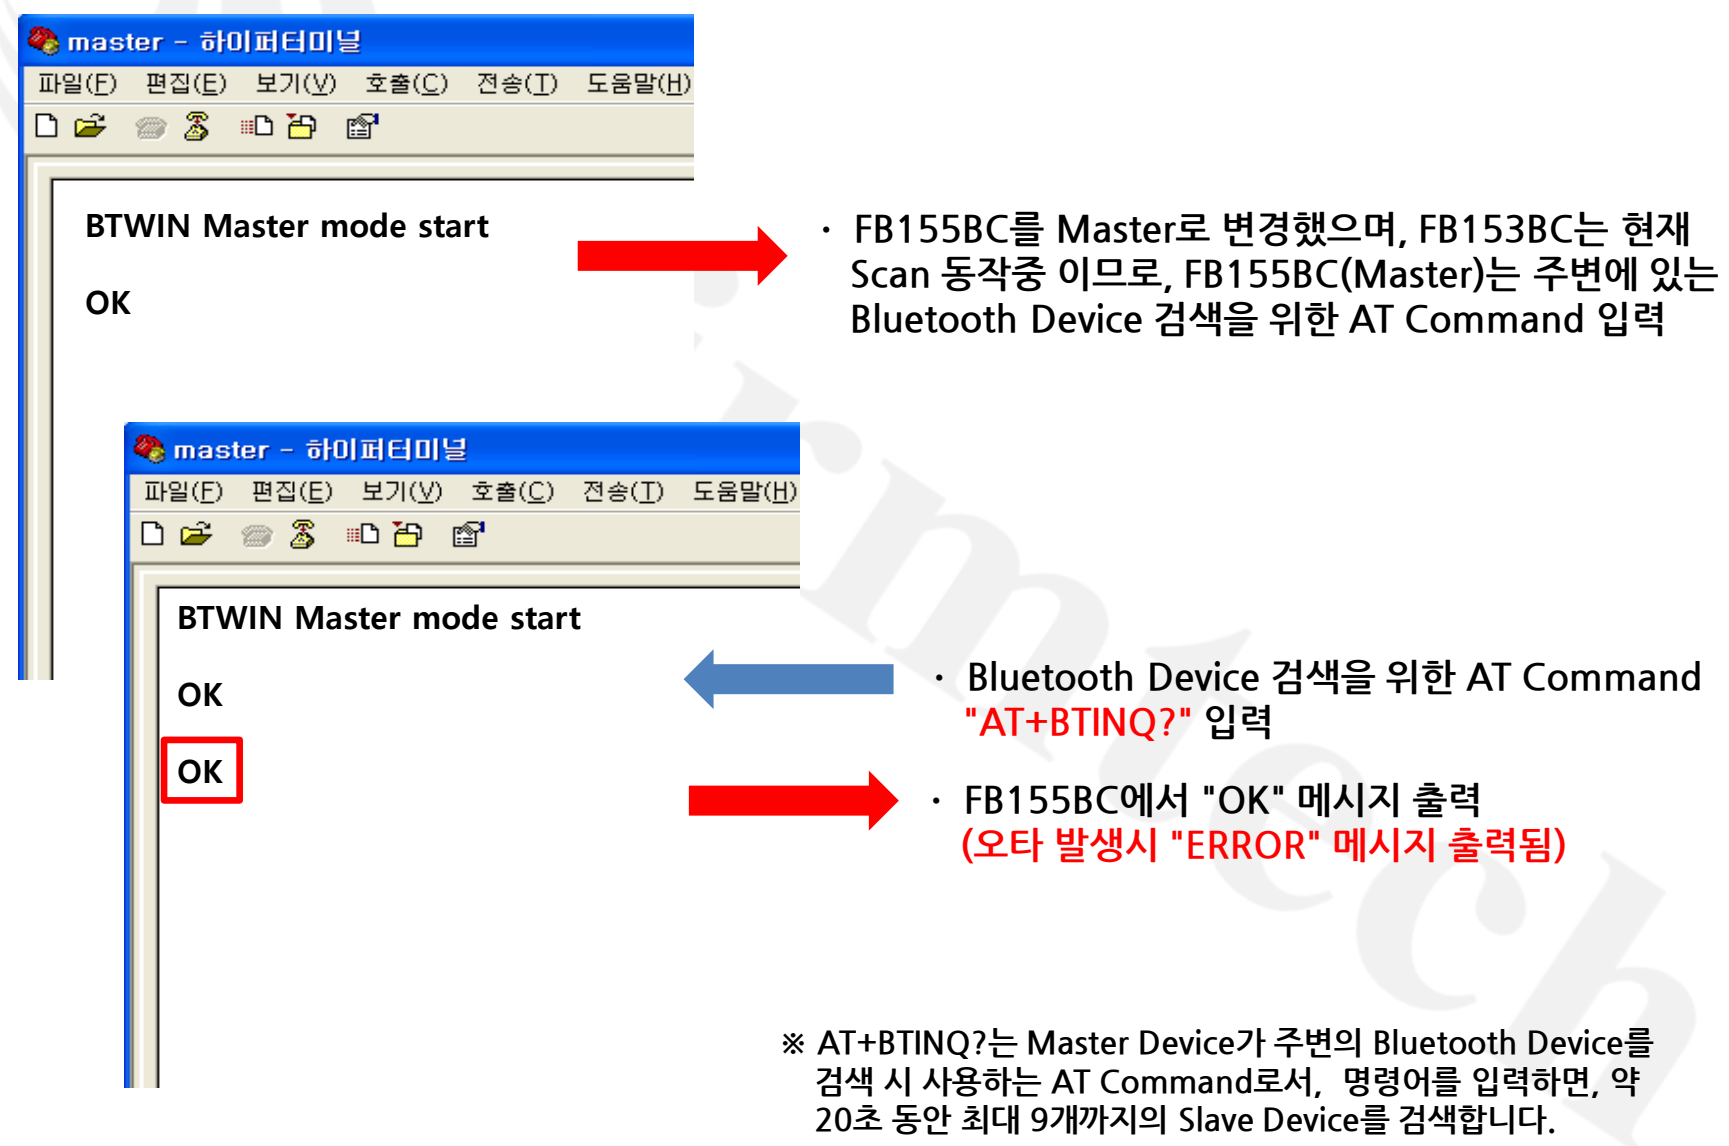 master - 하이퍼터미널
파일(F) 편집(E) 보기(V) 호출(C) 전송(T) 도움말(H)
BTWIN Master mode start
OK
· FB155BC를 Master로 변경했으며, FB153BC는 현재
Scan 동작중 이므로, FB155BC(Master)는 주변에 있는
Bluetooth Device 검색을 위한 AT Command 입력
master - 하이퍼터미널
파일(F) 편집(E) 보기(V) 호출(C) 전송(T) 도움말(H)
BTWIN Master mode start
OK
OK
· Bluetooth Device 검색을 위한 AT Command
"AT+BTINQ?" 입력
· FB155BC에서 "OK" 메시지 출력
(오타 발생시 "ERROR" 메시지 출력됨)
※ AT+BTINQ?는 Master Device가 주변의 Bluetooth Device를
검색 시 사용하는 AT Command로서, 명령어를 입력하면, 약
20초 동안 최대 9개까지의 Slave Device를 검색합니다.